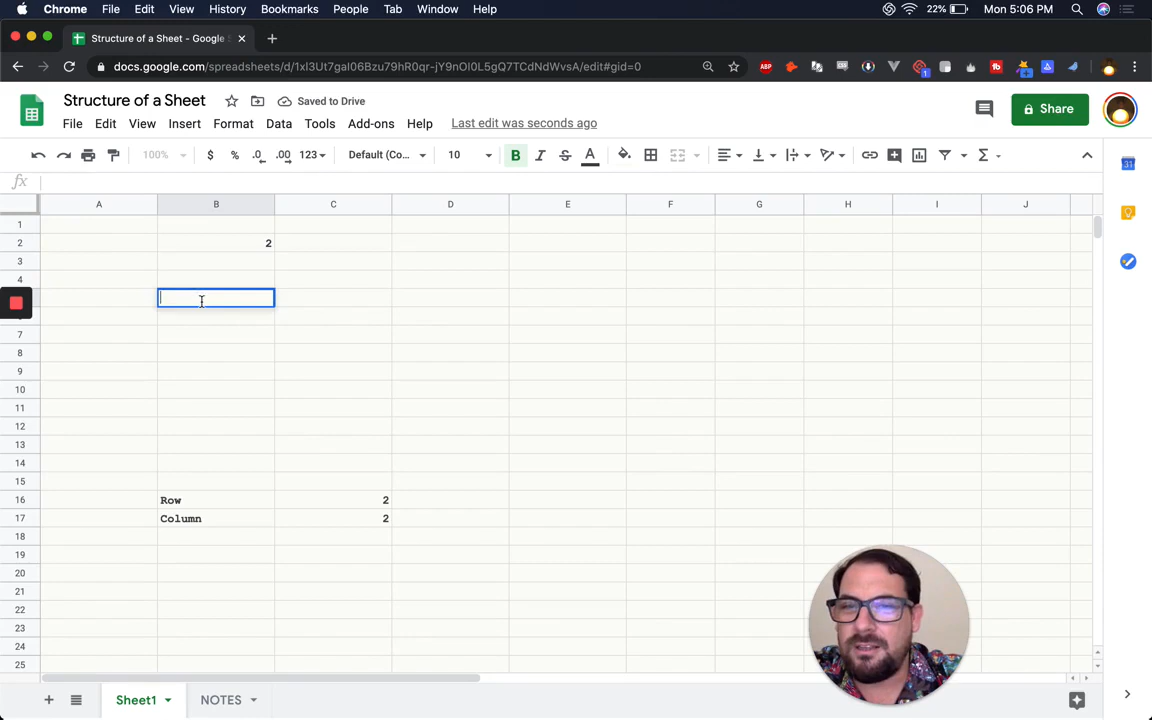 Chrome File Edit View History Bookmarks People Tab Window Help 22% Mon 5:06 PM
Structure of a Sheet - Google S
docs.google.com/spreadsheets/d/1xI3Ut7gaI06Bzu79hR0qr-jY9nOI0L5gQ7TCdNdWvsA/edit#gid=0 ABP 1
Structure of a Sheet Saved to Drive Share
File Edit View Insert Format Data Tools Add-ons Help Last edit was seconds ago
100% $ % .0 .00 123 Default (Co... 10 B I S A Σ
31
fx
A B C D E F G H I J
1
2 2
3
4
7
8
9
10
11
12
13
14
15
16 Row 2
17 Column 2
18
19
20
21
22
23
24
25
Sheet1 NOTES